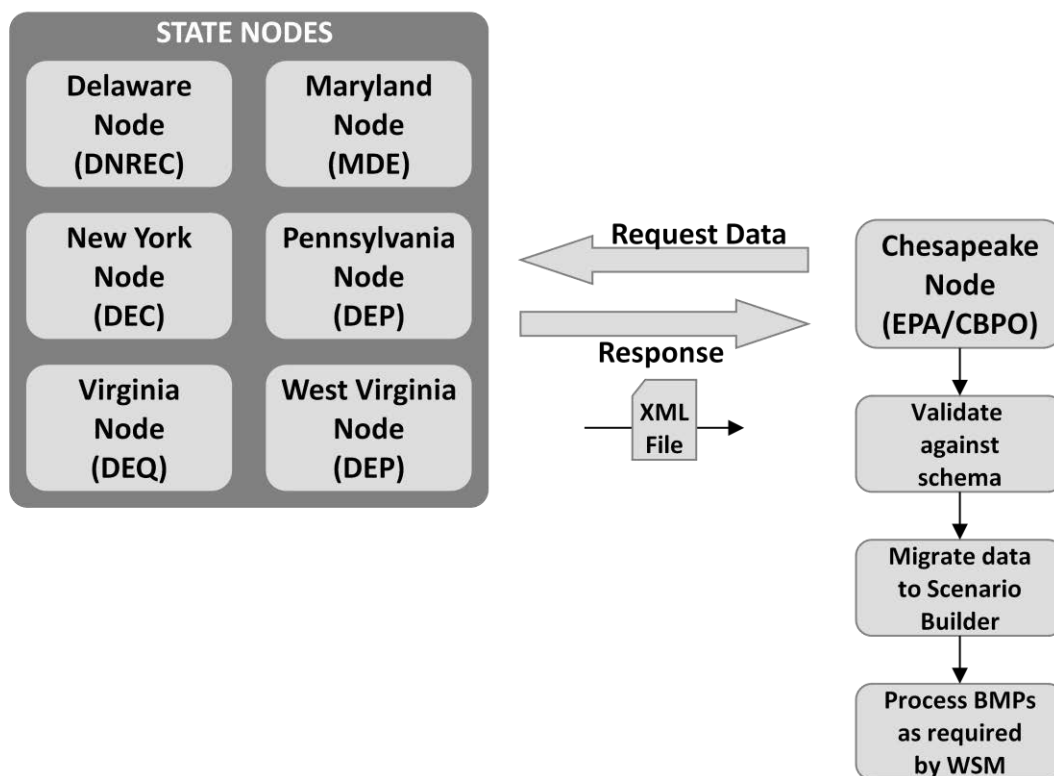 STATE NODES
Delaware
Node
(DNREC)
Maryland
Node
(MDE)
New York
Node
(DEC)
Pennsylvania
Node
(DEP)
Virginia
Node
(DEQ)
West Virginia
Node
(DEP)
Request Data
Response
XML
File
Chesapeake
Node
(EPA/CBPO)
Validate
against
schema
Migrate data
to Scenario
Builder
Process BMPs
as required
by WSM